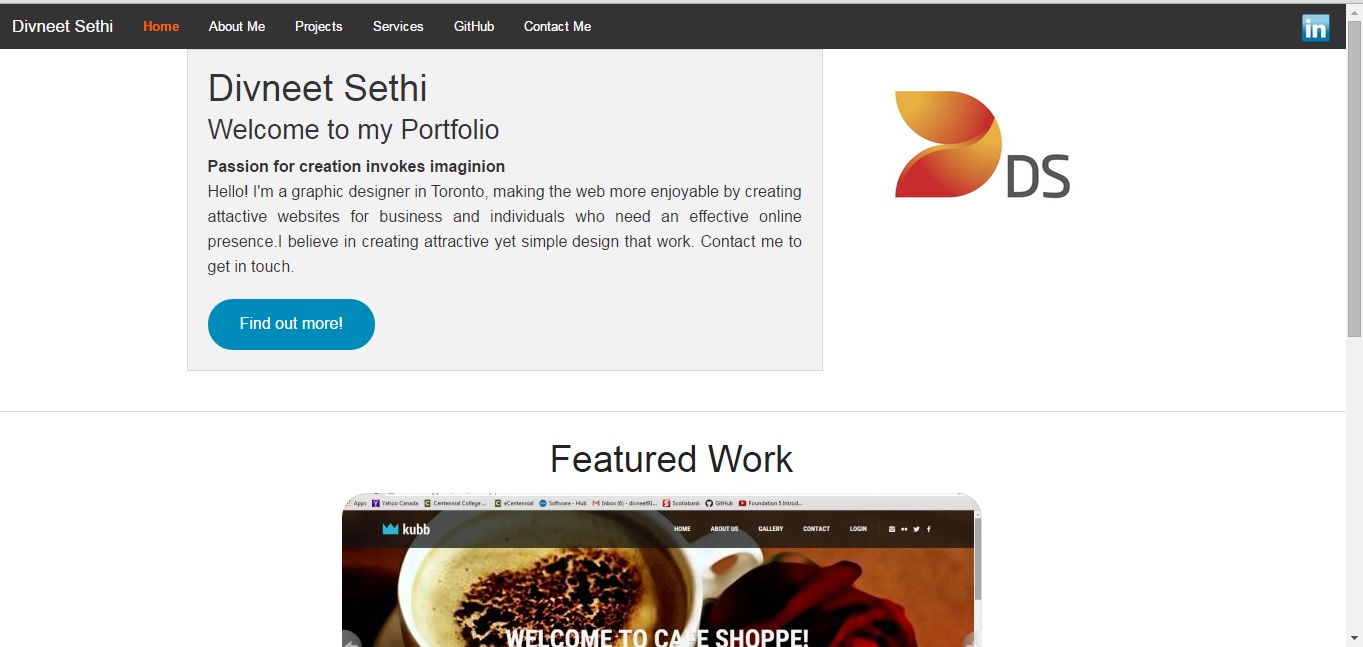 Divneet Sethi Home About Me Projects Services GitHub Contact Me in
Divneet Sethi
Welcome to my Portfolio
Passion for creation invokes imaginion
Hello! I'm a graphic designer in Toronto, making the web more enjoyable by creating
attactive websites for business and individuals who need an effective online
presence.I believe in creating attractive yet simple design that work. Contact me to
get in touch.
Find out more!
DS
Featured Work
Apps Yahoo Canada Centennial College ... eCentennial Software - Hub Inbox (6) - divneet91... Scotiabank GitHub Foundation 5 Introd...
kubb HOME ABOUT US GALLERY CONTACT LOGIN
WELCOME TO CAFE SHOPPE!